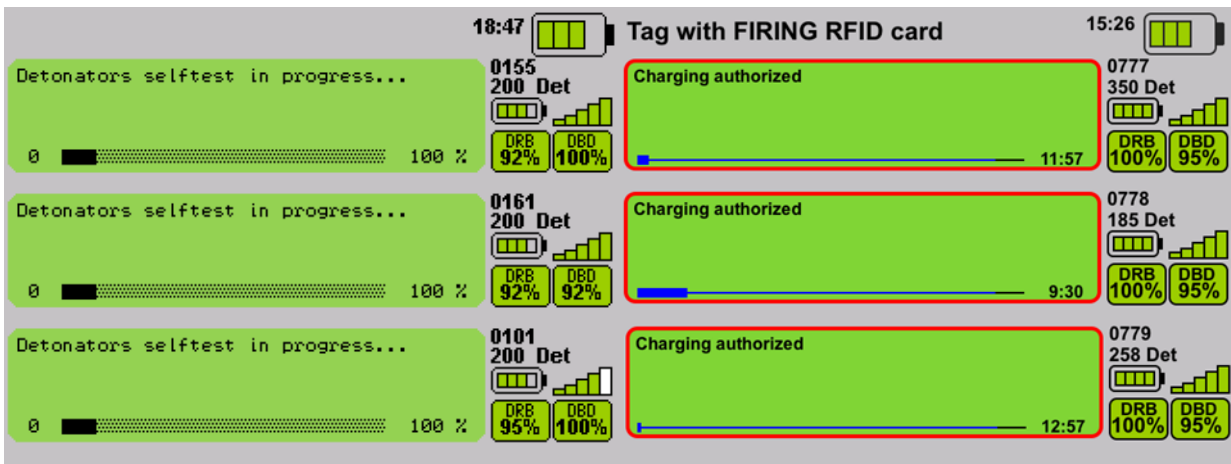 18:47
Detonators selftest in progress...
0 100 %
0155
200 Det
DRB DBD
92% 100%
Detonators selftest in progress...
0 100 %
0161
200 Det
DRB DBD
92% 92%
Detonators selftest in progress...
0 100 %
0101
200 Det
DRB DBD
95% 100%
Tag with FIRING RFID card 15:26
Charging authorized
11:57
0777
350 Det
DRB DBD
100% 95%
Charging authorized
9:30
0778
185 Det
DRB DBD
100% 95%
Charging authorized
12:57
0779
258 Det
DRB DBD
100% 95%